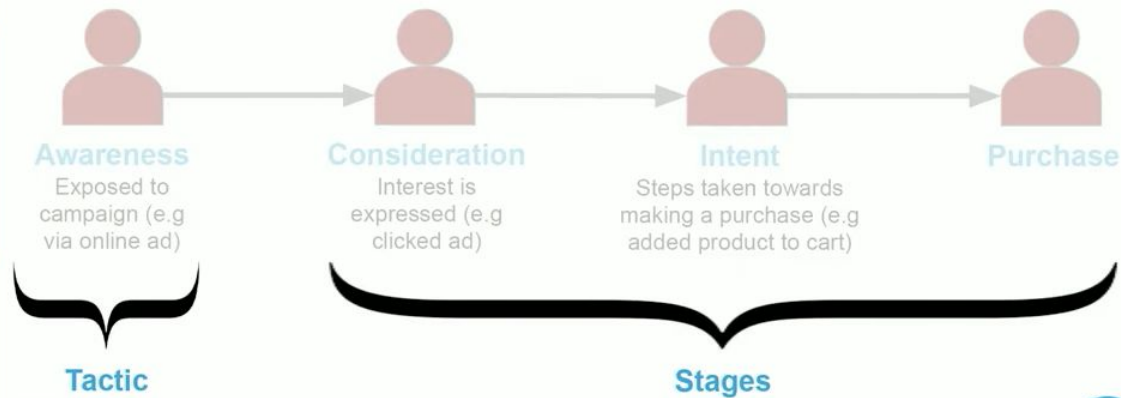 Awareness
Exposed to
campaign (e.g
via online ad)
Consideration
Interest is
expressed (e.g
clicked ad)
Intent
Steps taken towards
making a purchase (e.g
added product to cart)
Purchase
Tactic
Stages